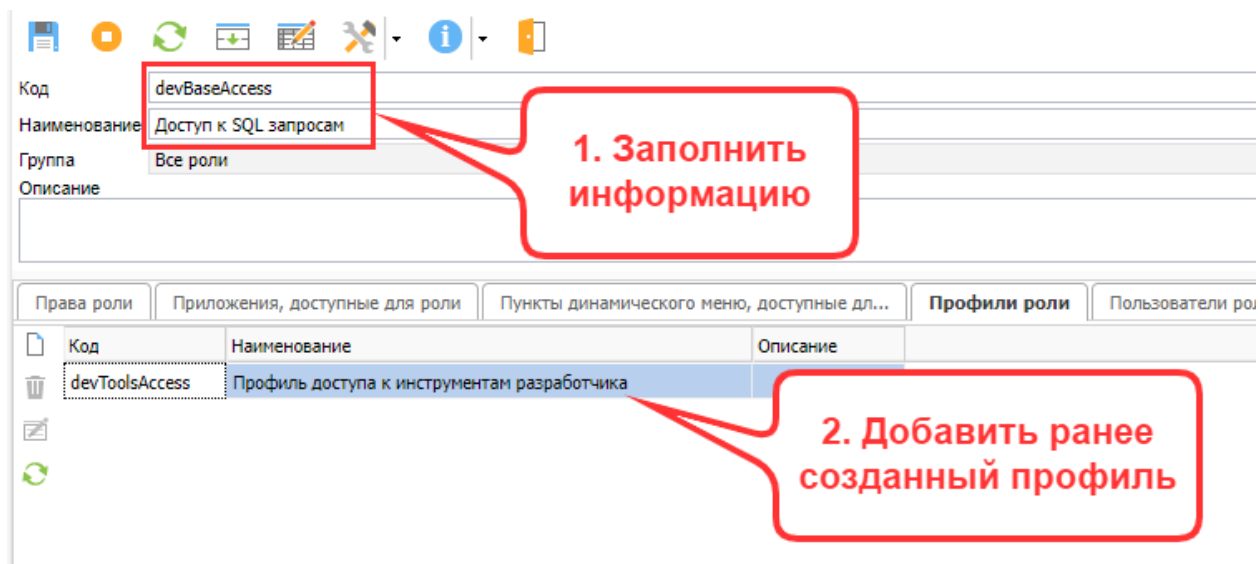 Код devBaseAccess
Наименование Доступ к SQL запросам
Группа Все роли
Описание
1. Заполнить
информацию
Права роли Приложения, доступные для роли Пункты динамического меню, доступные дл... Профили роли Пользователи рол
Код Наименование Описание
devToolsAccess Профиль доступа к инструментам разработчика
2. Добавить ранее
созданный профиль